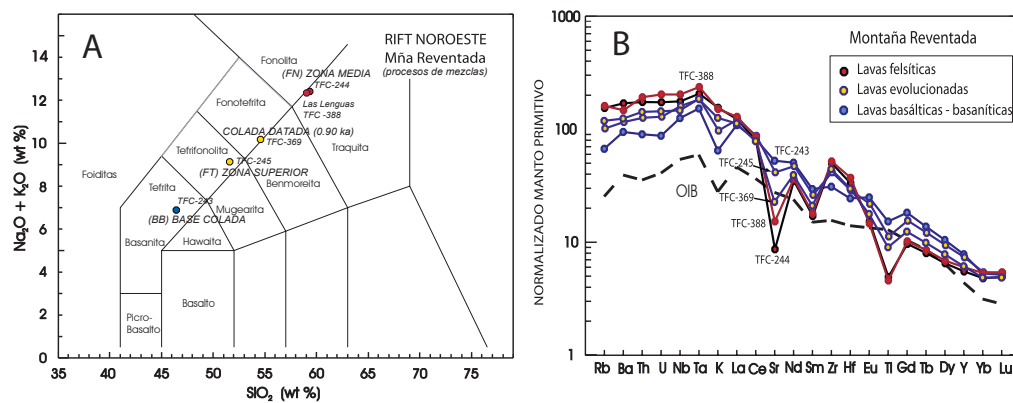 A
RIFT NOROESTE
Mña Reventada
(procesos de mezclas)
Fonolita
(FN) ZONA MEDIA
TFC-244
Las Lenguas
TFC-388
Fonotefrita
COLADA DATADA (0.90 ka)
TFC-369
Traquita
Tefrifonolita
TFC-245
(FT) ZONA SUPERIOR
Foiditas
Benmoreita
Tefrita
TFC-243
Mugearita
(BB) BASE COLADA
Basanita
Hawaita
Basalto
Picro-
Basalto
Na2O + K2O (wt %)
14
12
10
8
6
4
2
0
35 40 45 50 55 60 65 70 75
SIO2 (wt %)
B
Montaña Reventada
Lavas felsíticas
Lavas evolucionadas
Lavas basálticas - basaníticas
TFC-388
TFC-243
TFC-245
OIB
TFC-369
TFC-388
TFC-244
NORMALIZADO MANTO PRIMITIVO
1000
100
10
1
Rb Ba Th U Nb Ta K La Ce Sr Nd Sm Zr Hf Eu TI Gd Tb Dy Y Yb Lu